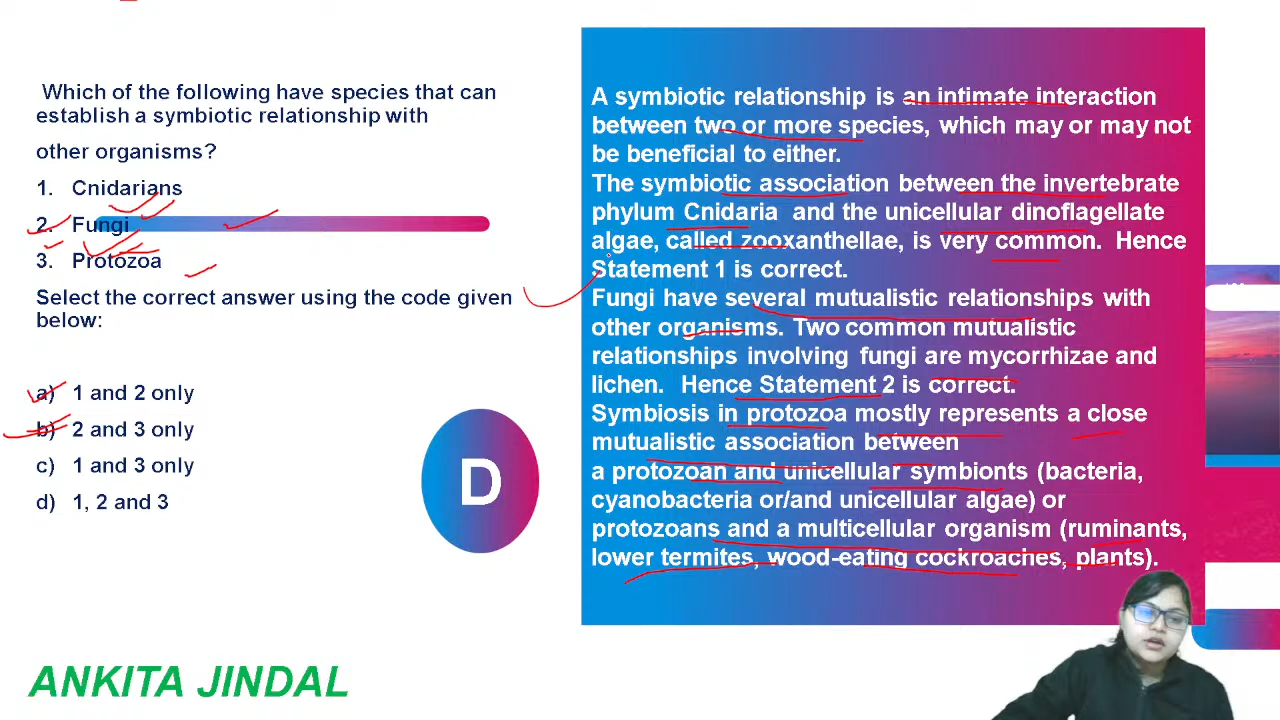 Which of the following have species that can
establish a symbiotic relationship with
other organisms?
1. Cnidarians
2. Fungi
3. Protozoa
Select the correct answer using the code given
below:
a) 1 and 2 only
b) 2 and 3 only
c) 1 and 3 only
d) 1, 2 and 3
D
A symbiotic relationship is an intimate interaction
between two or more species, which may or may not
be beneficial to either.
The symbiotic association between the invertebrate
phylum Cnidaria and the unicellular dinoflagellate
algae, called zooxanthellae, is very common. Hence
Statement 1 is correct.
Fungi have several mutualistic relationships with
other organisms. Two common mutualistic
relationships involving fungi are mycorrhizae and
lichen. Hence Statement 2 is correct.
Symbiosis in protozoa mostly represents a close
mutualistic association between
a protozoan and unicellular symbionts (bacteria,
cyanobacteria or/and unicellular algae) or
protozoans and a multicellular organism (ruminants,
lower termites, wood-eating cockroaches, plants).
ANKITA JINDAL